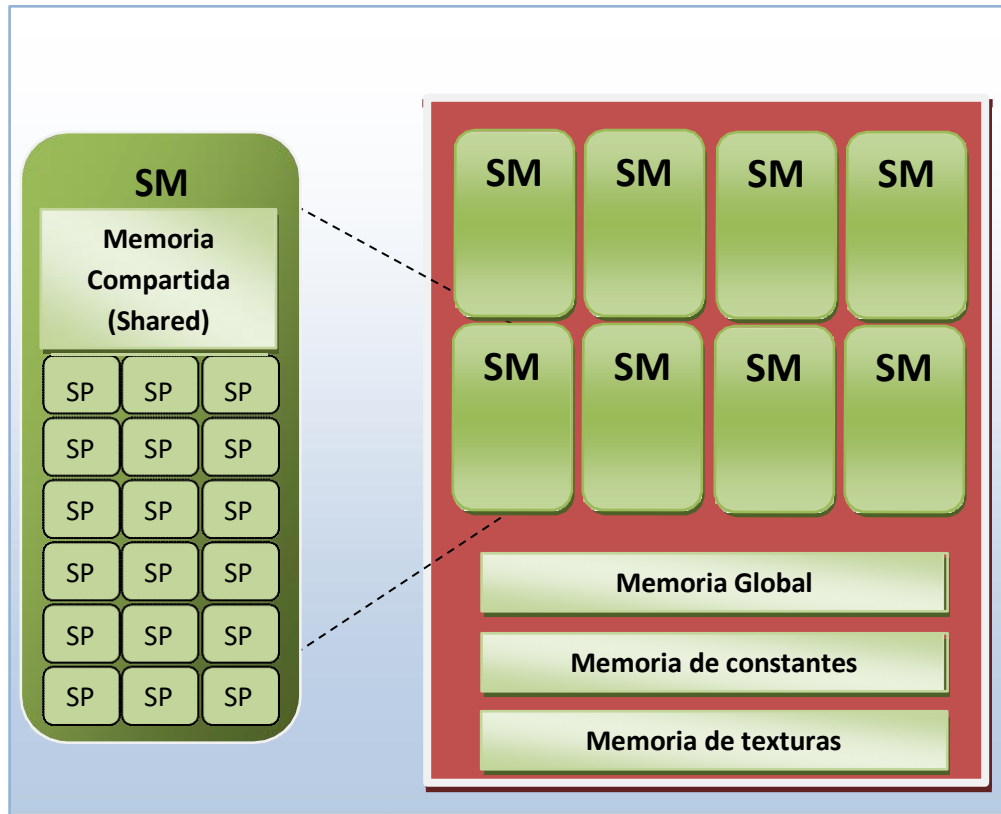 SM
Memoria
Compartida
(Shared)
SP SP SP
SP SP SP
SP SP SP
SP SP SP
SP SP SP
SP SP SP
SM SM SM SM
SM SM SM SM
Memoria Global
Memoria de constantes
Memoria de texturas